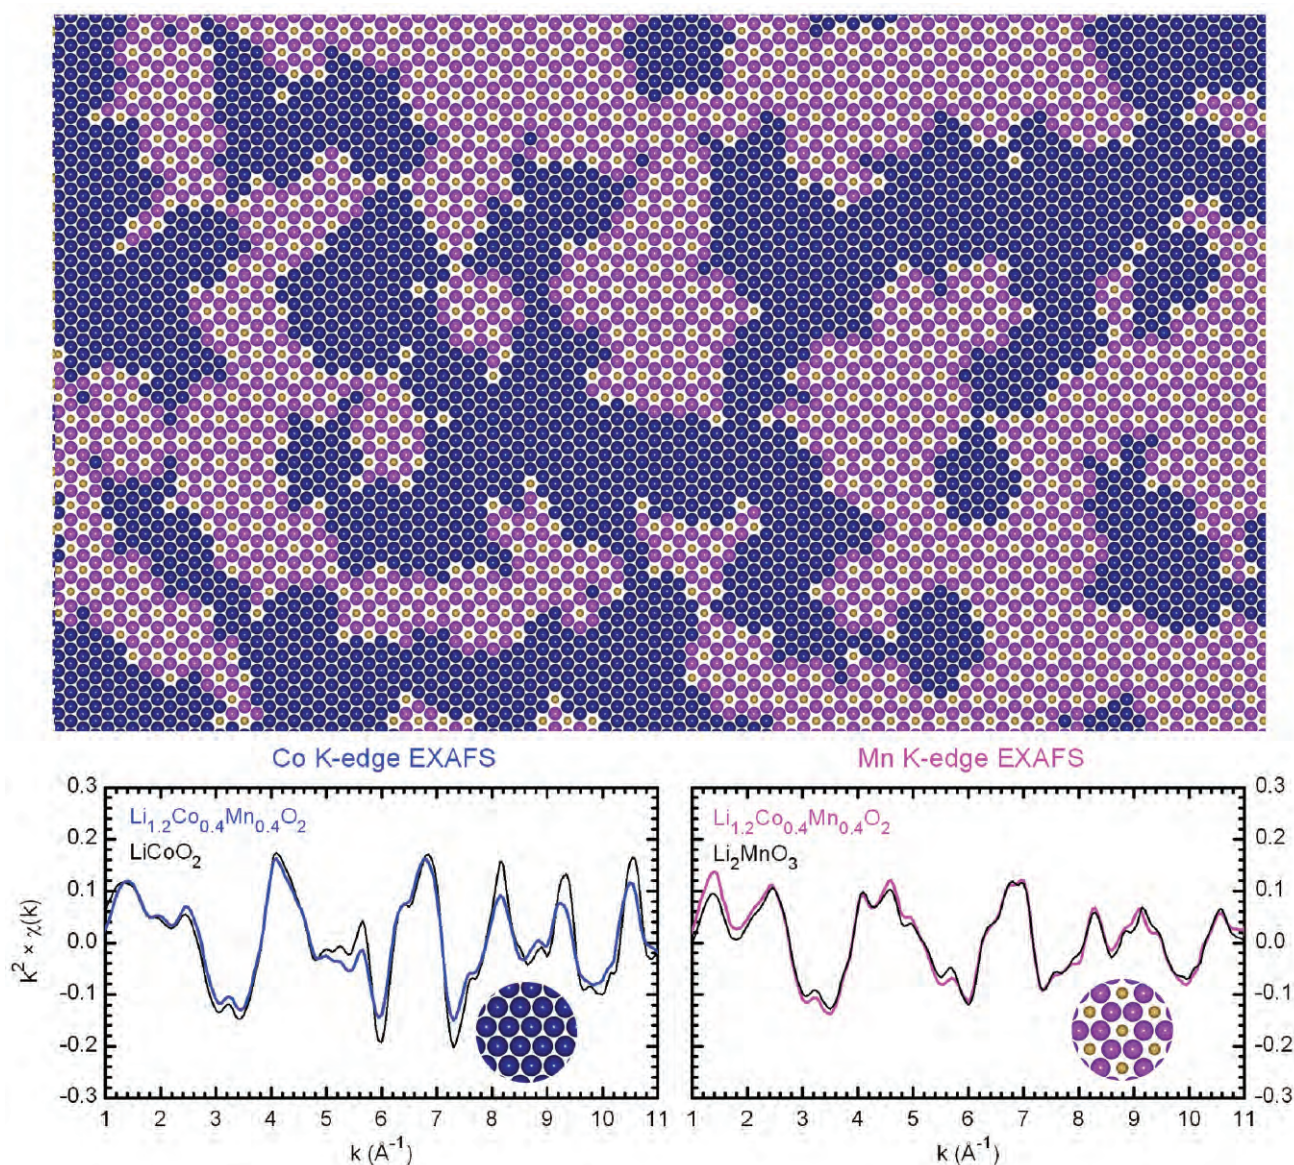 Co K-edge EXAFS
Mn K-edge EXAFS
0.3
0.2
0.1
0.0
-0.1
-0.2
-0.3
k² × χ(k)
Li₁.₂Co₀.₄Mn₀.₄O₂
LiCoO₂
1 2 3 4 5 6 7 8 9 10 11
k (Å⁻¹)
Li₁.₂Co₀.₄Mn₀.₄O₂
Li₂MnO₃
0.3
0.2
0.1
0.0
-0.1
-0.2
-0.3
1 2 3 4 5 6 7 8 9 10 11
k (Å⁻¹)